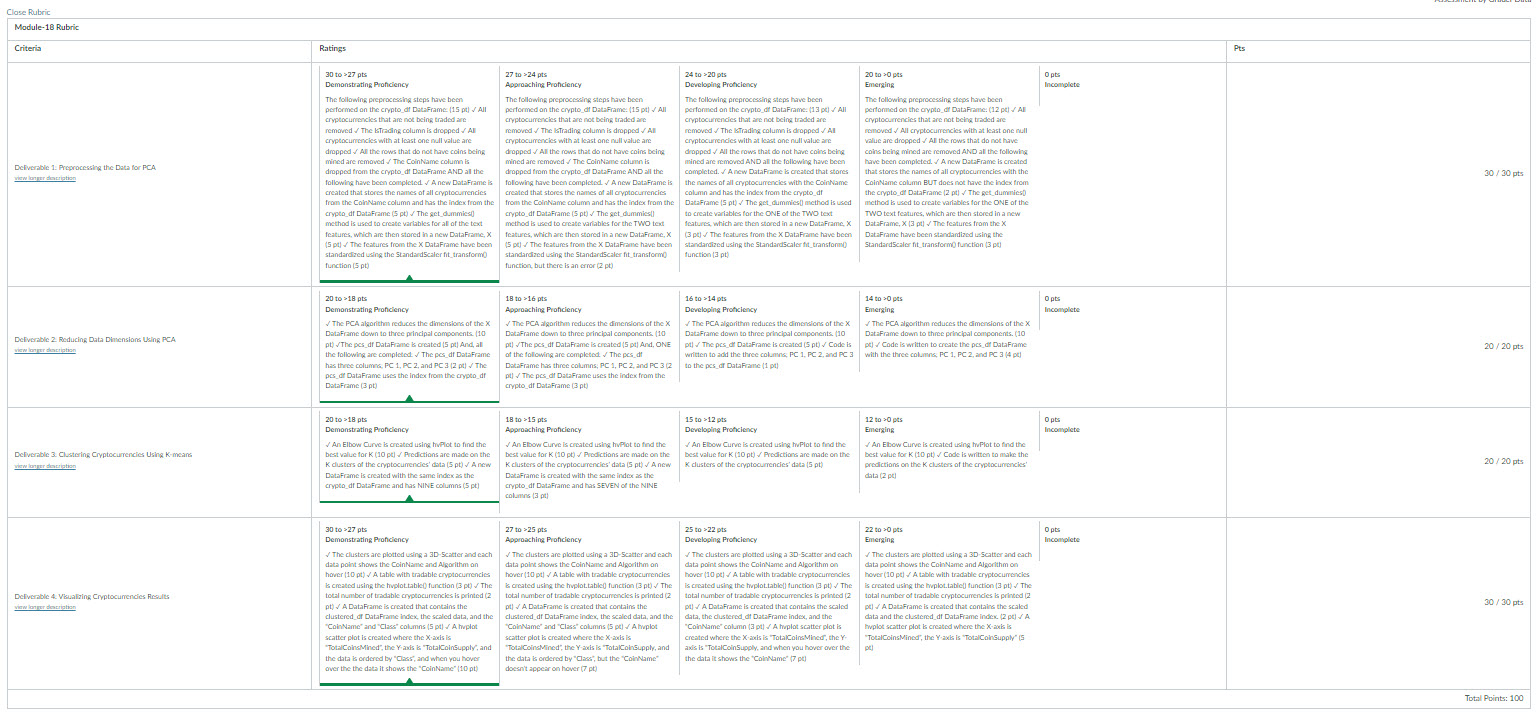 Close Rubric
Module-18 Rubric
Criteria
Ratings
Pts
Deliverable 1: Preprocessing the Data for PCA
view longer description
30 to >27 pts
Demonstrating Proficiency
The following preprocessing steps have been
performed on the crypto_df DataFrame: (15 pt) ✓ All
cryptocurrencies that are not being traded are
removed ✓ The IsTrading column is dropped ✓ All
cryptocurrencies with at least one null value are
dropped ✓ All the rows that do not have coins being
mined are removed ✓ The CoinName column is
dropped from the crypto_df DataFrame AND all the
following have been completed. ✓ A new DataFrame is
created that stores the names of all cryptocurrencies
from the CoinName column and has the index from the
crypto_df DataFrame (5 pt) ✓ The get_dummies()
method is used to create variables for all of the text
features, which are then stored in a new DataFrame, X
(5 pt) ✓ The features from the X DataFrame have been
standardized using the StandardScaler fit_transform()
function (5 pt)
27 to >24 pts
Approaching Proficiency
The following preprocessing steps have been
performed on the crypto_df DataFrame: (15 pt) ✓ All
cryptocurrencies that are not being traded are
removed ✓ The IsTrading column is dropped ✓ All
cryptocurrencies with at least one null value are
dropped ✓ All the rows that do not have coins being
mined are removed ✓ The CoinName column is
dropped from the crypto_df DataFrame AND all the
following have been completed. ✓ A new DataFrame is
created that stores the names of all cryptocurrencies
from the CoinName column and has the index from the
crypto_df DataFrame (5 pt) ✓ The get_dummies()
method is used to create variables for the TWO text
features, which are then stored in a new DataFrame, X
(5 pt) ✓ The features from the X DataFrame have been
standardized using the StandardScaler fit_transform()
function, but there is an error (2 pt)
24 to >20 pts
Developing Proficiency
The following preprocessing steps have been
performed on the crypto_df DataFrame: (13 pt) ✓ All
cryptocurrencies that are not being traded are
removed ✓ The IsTrading column is dropped ✓ All
cryptocurrencies with at least one null value are
dropped ✓ All the rows that do not have coins being
mined are removed AND all the following have been
completed. ✓ A new DataFrame is created that stores
the names of all cryptocurrencies with the CoinName
column and has the index from the crypto_df
DataFrame (5 pt) ✓ The get_dummies() method is used
to create variables for the ONE of the TWO text
features, which are then stored in a new DataFrame, X
(3 pt) ✓ The features from the X DataFrame have been
standardized using the StandardScaler fit_transform()
function (3 pt)
20 to >0 pts
Emerging
The following preprocessing steps have been
performed on the crypto_df DataFrame: (12 pt) ✓ All
cryptocurrencies that are not being traded are
removed ✓ All cryptocurrencies with at least one null
value are dropped ✓ All the rows that do not have
coins being mined are removed AND all the following
have been completed. ✓ A new DataFrame is created
that stores the names of all cryptocurrencies with the
CoinName column BUT does not have the index from
the crypto_df DataFrame (2 pt) ✓ The get_dummies()
method is used to create variables for the ONE of the
TWO text features, which are then stored in a new
DataFrame, X (3 pt) ✓ The features from the X
DataFrame have been standardized using the
StandardScaler fit_transform() function (3 pt)
0 pts
Incomplete
30 / 30 pts
Deliverable 2: Reducing Data Dimensions Using PCA
view longer description
20 to >18 pts
Demonstrating Proficiency
✓ The PCA algorithm reduces the dimensions of the X
DataFrame down to three principal components. (10
pt) ✓The pcs_df DataFrame is created (5 pt) And, all
the following are completed: ✓ The pcs_df DataFrame
has three columns, PC 1, PC 2, and PC 3 (2 pt) ✓ The
pcs_df DataFrame uses the index from the crypto_df
DataFrame (3 pt)
18 to >16 pts
Approaching Proficiency
✓ The PCA algorithm reduces the dimensions of the X
DataFrame down to three principal components. (10
pt) ✓The pcs_df DataFrame is created (5 pt) And, ONE
of the following are completed: ✓ The pcs_df
DataFrame has three columns, PC 1, PC 2, and PC 3 (2
pt) ✓ The pcs_df DataFrame uses the index from the
crypto_df DataFrame (3 pt)
16 to >14 pts
Developing Proficiency
✓ The PCA algorithm reduces the dimensions of the X
DataFrame down to three principal components. (10
pt) ✓ The pcs_df DataFrame is created (5 pt) ✓ Code is
written to add the three columns, PC 1, PC 2, and PC 3
to the pcs_df DataFrame (1 pt)
14 to >0 pts
Emerging
✓ The PCA algorithm reduces the dimensions of the X
DataFrame down to three principal components. (10
pt) ✓ Code is written to create the pcs_df DataFrame
with the three columns, PC 1, PC 2, and PC 3 (4 pt)
0 pts
Incomplete
20 / 20 pts
Deliverable 3: Clustering Cryptocurrencies Using K-means
view longer description
20 to >18 pts
Demonstrating Proficiency
✓ An Elbow Curve is created using hvPlot to find the
best value for K (10 pt) ✓ Predictions are made on the
K clusters of the cryptocurrencies' data (5 pt) ✓ A new
DataFrame is created with the same index as the
crypto_df DataFrame and has NINE columns (5 pt)
18 to >15 pts
Approaching Proficiency
✓ An Elbow Curve is created using hvPlot to find the
best value for K (10 pt) ✓ Predictions are made on the
K clusters of the cryptocurrencies' data (5 pt) ✓ A new
DataFrame is created with the same index as the
crypto_df DataFrame and has SEVEN of the NINE
columns (3 pt)
15 to >12 pts
Developing Proficiency
✓ An Elbow Curve is created using hvPlot to find the
best value for K (10 pt) ✓ Predictions are made on the
K clusters of the cryptocurrencies' data (5 pt)
12 to >0 pts
Emerging
✓ An Elbow Curve is created using hvPlot to find the
best value for K (10 pt) ✓ Code is written to make the
predictions on the K clusters of the cryptocurrencies'
data (2 pt)
0 pts
Incomplete
20 / 20 pts
Deliverable 4: Visualizing Cryptocurrencies Results
view longer description
30 to >27 pts
Demonstrating Proficiency
✓ The clusters are plotted using a 3D-Scatter and each
data point shows the CoinName and Algorithm on
hover (10 pt) ✓ A table with tradable cryptocurrencies
is created using the hvplot.table() function (3 pt) ✓ The
total number of tradable cryptocurrencies is printed (2
pt) ✓ A DataFrame is created that contains the
clustered_df DataFrame index, the scaled data, and the
"CoinName" and "Class" columns (5 pt) ✓ A hvplot
scatter plot is created where the X-axis is
"TotalCoinsMined", the Y-axis is "TotalCoinSupply", and
the data is ordered by "Class", and when you hover
over the the data it shows the "CoinName" (10 pt)
27 to >25 pts
Approaching Proficiency
✓ The clusters are plotted using a 3D-Scatter and each
data point shows the CoinName and Algorithm on
hover (10 pt) ✓ A table with tradable cryptocurrencies
is created using the hvplot.table() function (3 pt) ✓ The
total number of tradable cryptocurrencies is printed (2
pt) ✓ A DataFrame is created that contains the
clustered_df DataFrame index, the scaled data, and the
"CoinName" and "Class" columns (5 pt) ✓ A hvplot
scatter plot is created where the X-axis is
"TotalCoinsMined", the Y-axis is "TotalCoinSupply, and
the data is ordered by "Class", but the "CoinName"
doesn't appear on hover (7 pt)
25 to >22 pts
Developing Proficiency
✓ The clusters are plotted using a 3D-Scatter and each
data point shows the CoinName and Algorithm on
hover (10 pt) ✓ A table with tradable cryptocurrencies
is created using the hvplot.table() function (3 pt) ✓ The
total number of tradable cryptocurrencies is printed (2
pt) ✓ A DataFrame is created that contains the scaled
data, the clustered_df DataFrame index, and the
"CoinName" column (3 pt) ✓ A hvplot scatter plot is
created where the X-axis is "TotalCoinsMined", the Y-
axis is "TotalCoinSupply, and when you hover over the
the data it shows the "CoinName" (7 pt)
22 to >0 pts
Emerging
✓ The clusters are plotted using a 3D-Scatter and each
data point shows the CoinName and Algorithm on
hover (10 pt) ✓ A table with tradable cryptocurrencies
is created using the hvplot.table() function (3 pt) ✓ The
total number of tradable cryptocurrencies is printed (2
pt) ✓ A DataFrame is created that contains the scaled
data and the clustered_df DataFrame index, (2 pt) ✓ A
hvplot scatter plot is created where the X-axis is
"TotalCoinsMined", the Y-axis is "TotalCoinSupply" (5
pt)
0 pts
Incomplete
30 / 30 pts
Total Points: 100